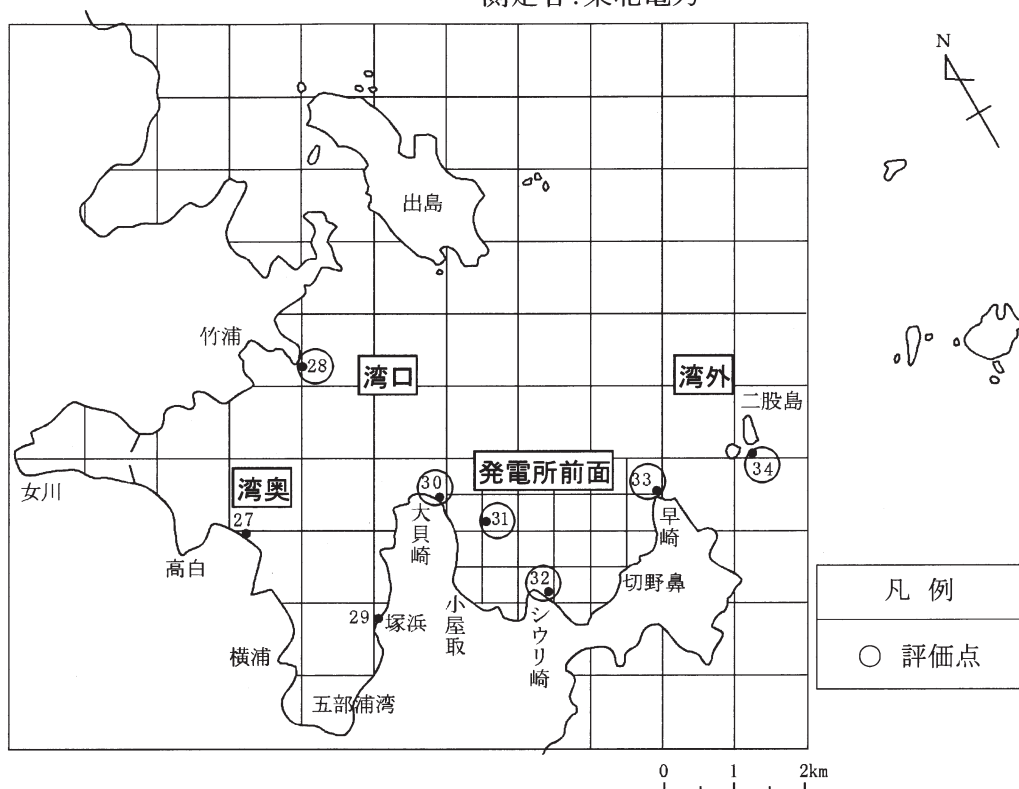 測定者:東北電力
N
出島
竹浦
28
湾口
湾外
二股島
34
女川
湾奥
27
高白
発電所前面
30
大貝崎
31
33
早崎
32
シウリ崎
切野鼻
29
塚浜
小屋取
横浦
五部浦湾
凡例
○ 評価点
0 1 2km